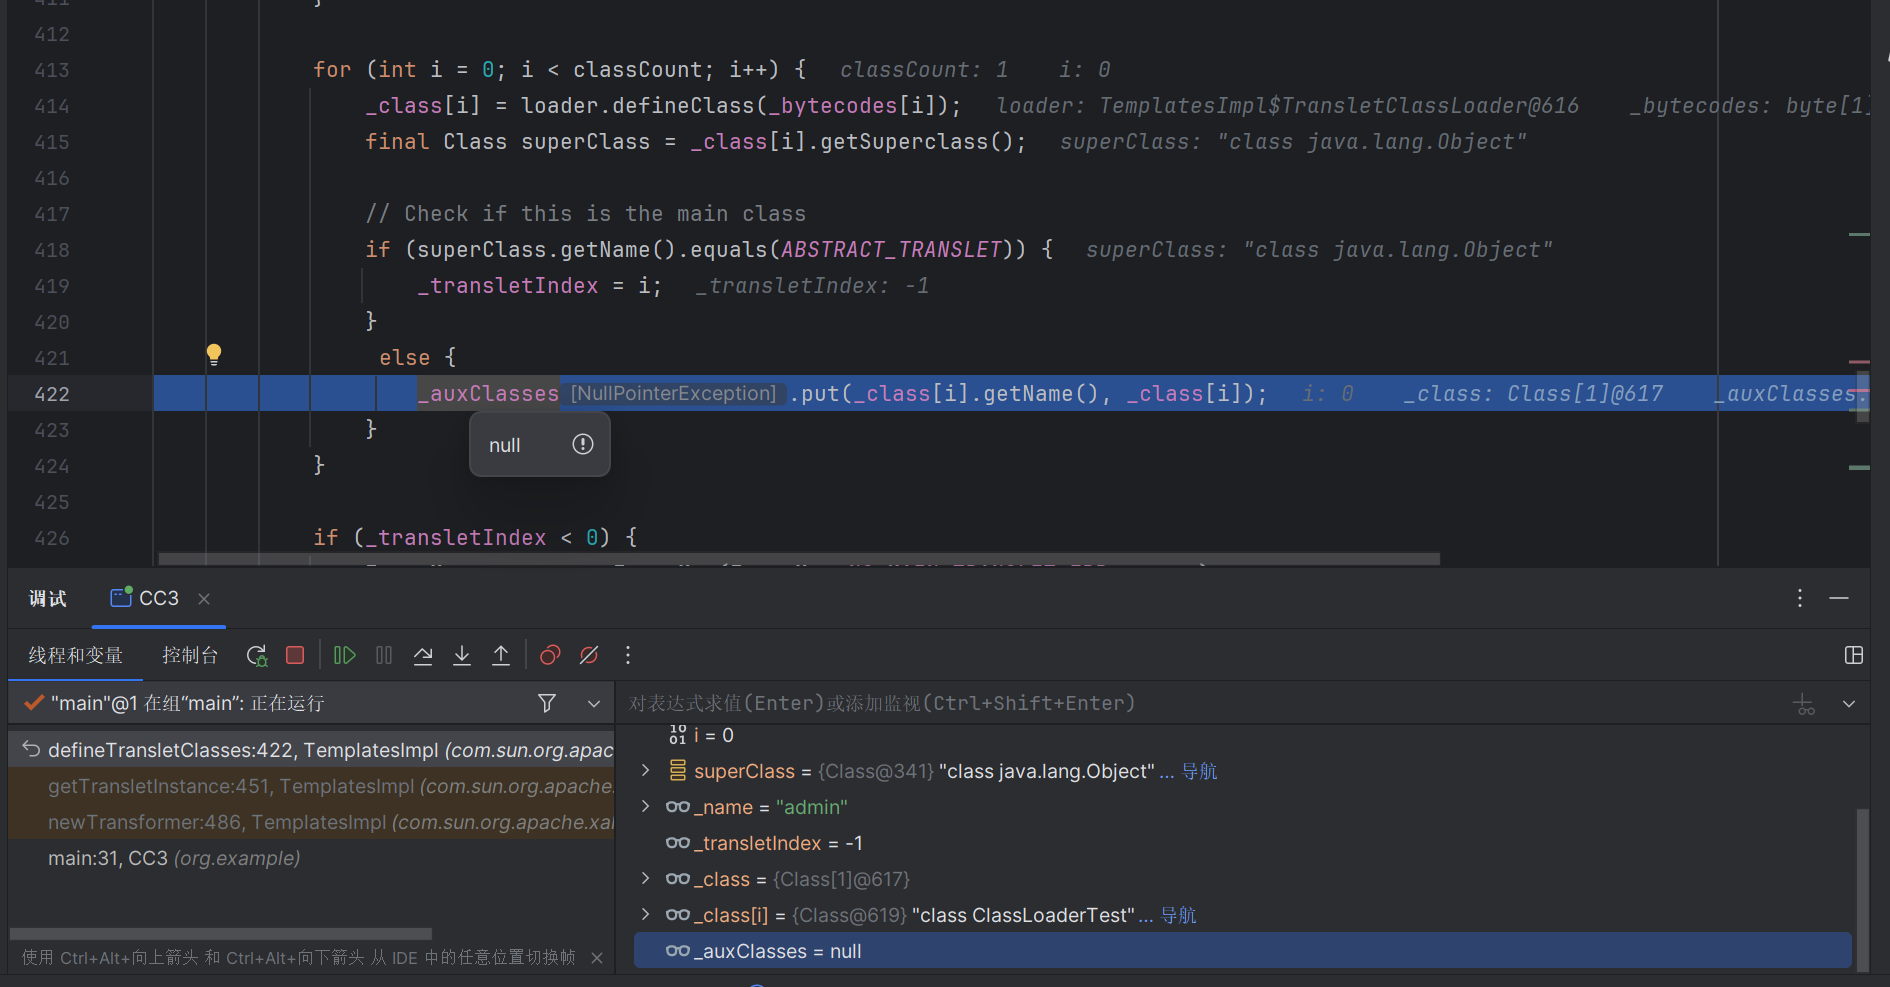 412
413 for (int i = 0; i < classCount; i++) { classCount: 1 i: 0
414 _class[i] = loader.defineClass(_bytecodes[i]); loader: TemplatesImpl$TransletClassLoader@616 _bytecodes: byte[1]
415 final Class superClass = _class[i].getSuperclass(); superClass: "class java.lang.Object"
416
417 // Check if this is the main class
418 if (superClass.getName().equals(ABSTRACT_TRANSLET)) { superClass: "class java.lang.Object"
419 _transletIndex = i; _transletIndex: -1
420 }
421 else {
422 _auxClasses [NullPointerException] .put(_class[i].getName(), _class[i]); i: 0 _class: Class[1]@617 _auxClasses:
423 }
null
424 }
425
426 if (_transletIndex < 0) {
调试 CC3
线程和变量 控制台
"main"@1 在组“main”: 正在运行
对表达式求值(Enter)或添加监视(Ctrl+Shift+Enter)
defineTransletClasses:422, TemplatesImpl (com.sun.org.apac
getTransletInstance:451, TemplatesImpl (com.sun.org.apache.
newTransformer:486, TemplatesImpl (com.sun.org.apache.xa
main:31, CC3 (org.example)
使用 Ctrl+Alt+向上箭头 和 Ctrl+Alt+向下箭头 从 IDE 中的任意位置切换帧
i = 0
superClass = {Class@341} "class java.lang.Object" ... 导航
_name = "admin"
_transletIndex = -1
_class = {Class[1]@617}
_class[i] = {Class@619} "class ClassLoaderTest" ... 导航
_auxClasses = null